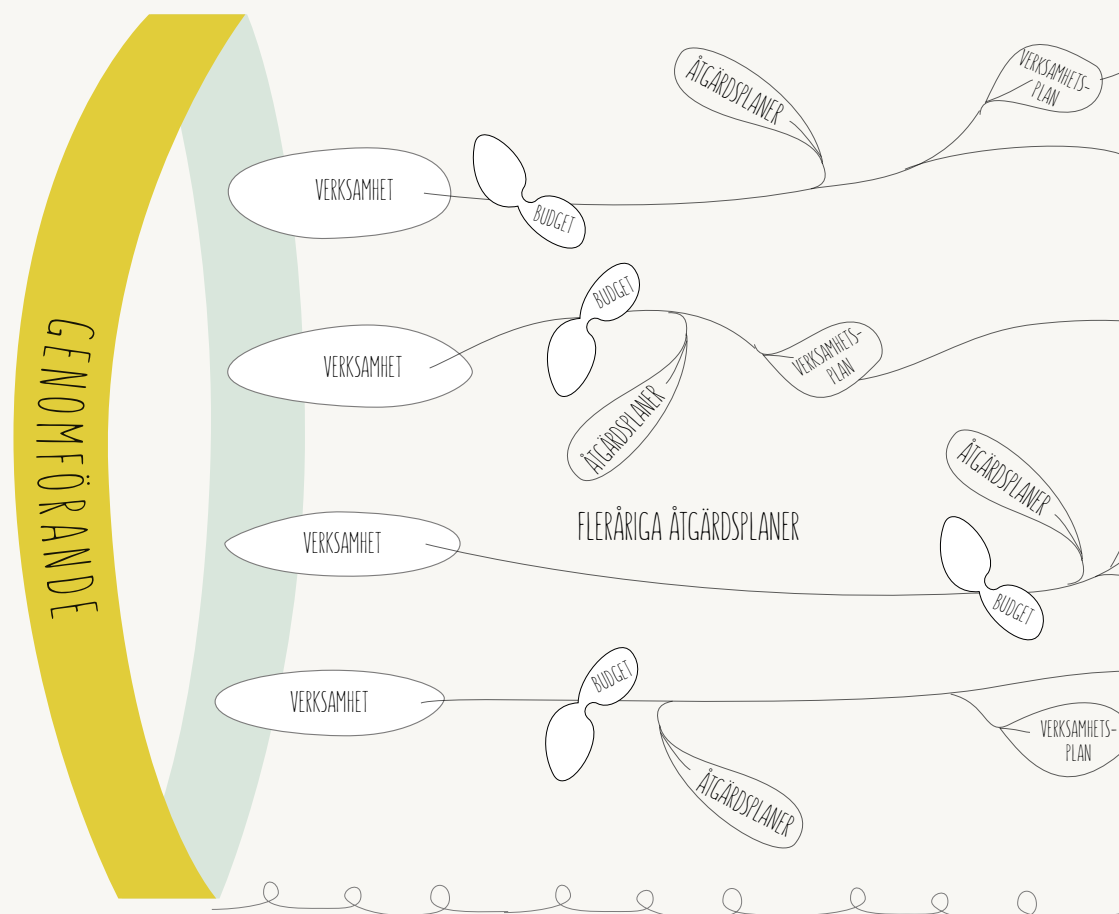 GENOMFÖRANDE
ÅTGÄRDSPLANER
VERKSAMHETS-
PLAN
VERKSAMHET
BUDGET
BUDGET
VERKSAMHET
VERKSAMHETS-
PLAN
ÅTGÄRDSPLANER
ÅTGÄRDSPLANER
FLERÅRIGA ÅTGÄRDSPLANER
VERKSAMHET
BUDGET
BUDGET
VERKSAMHET
VERKSAMHETS-
PLAN
ÅTGÄRDSPLANER